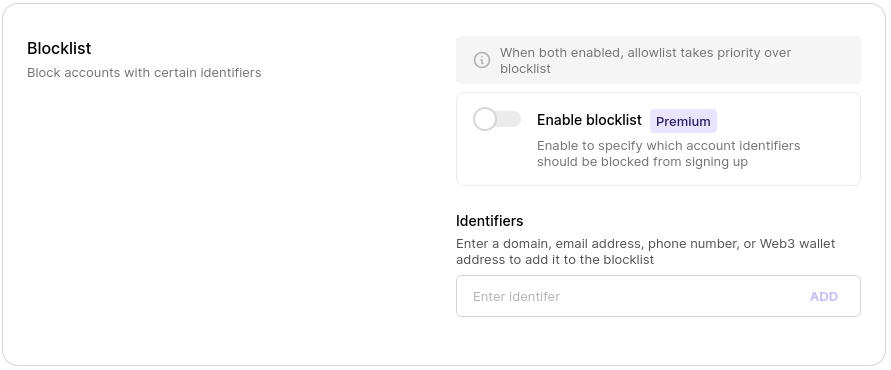 Blocklist
Block accounts with certain identifiers
When both enabled, allowlist takes priority over
blocklist
Enable blocklist Premium
Enable to specify which account identifiers
should be blocked from signing up
Identifiers
Enter a domain, email address, phone number, or Web3 wallet
address to add it to the blocklist
Enter identifer ADD